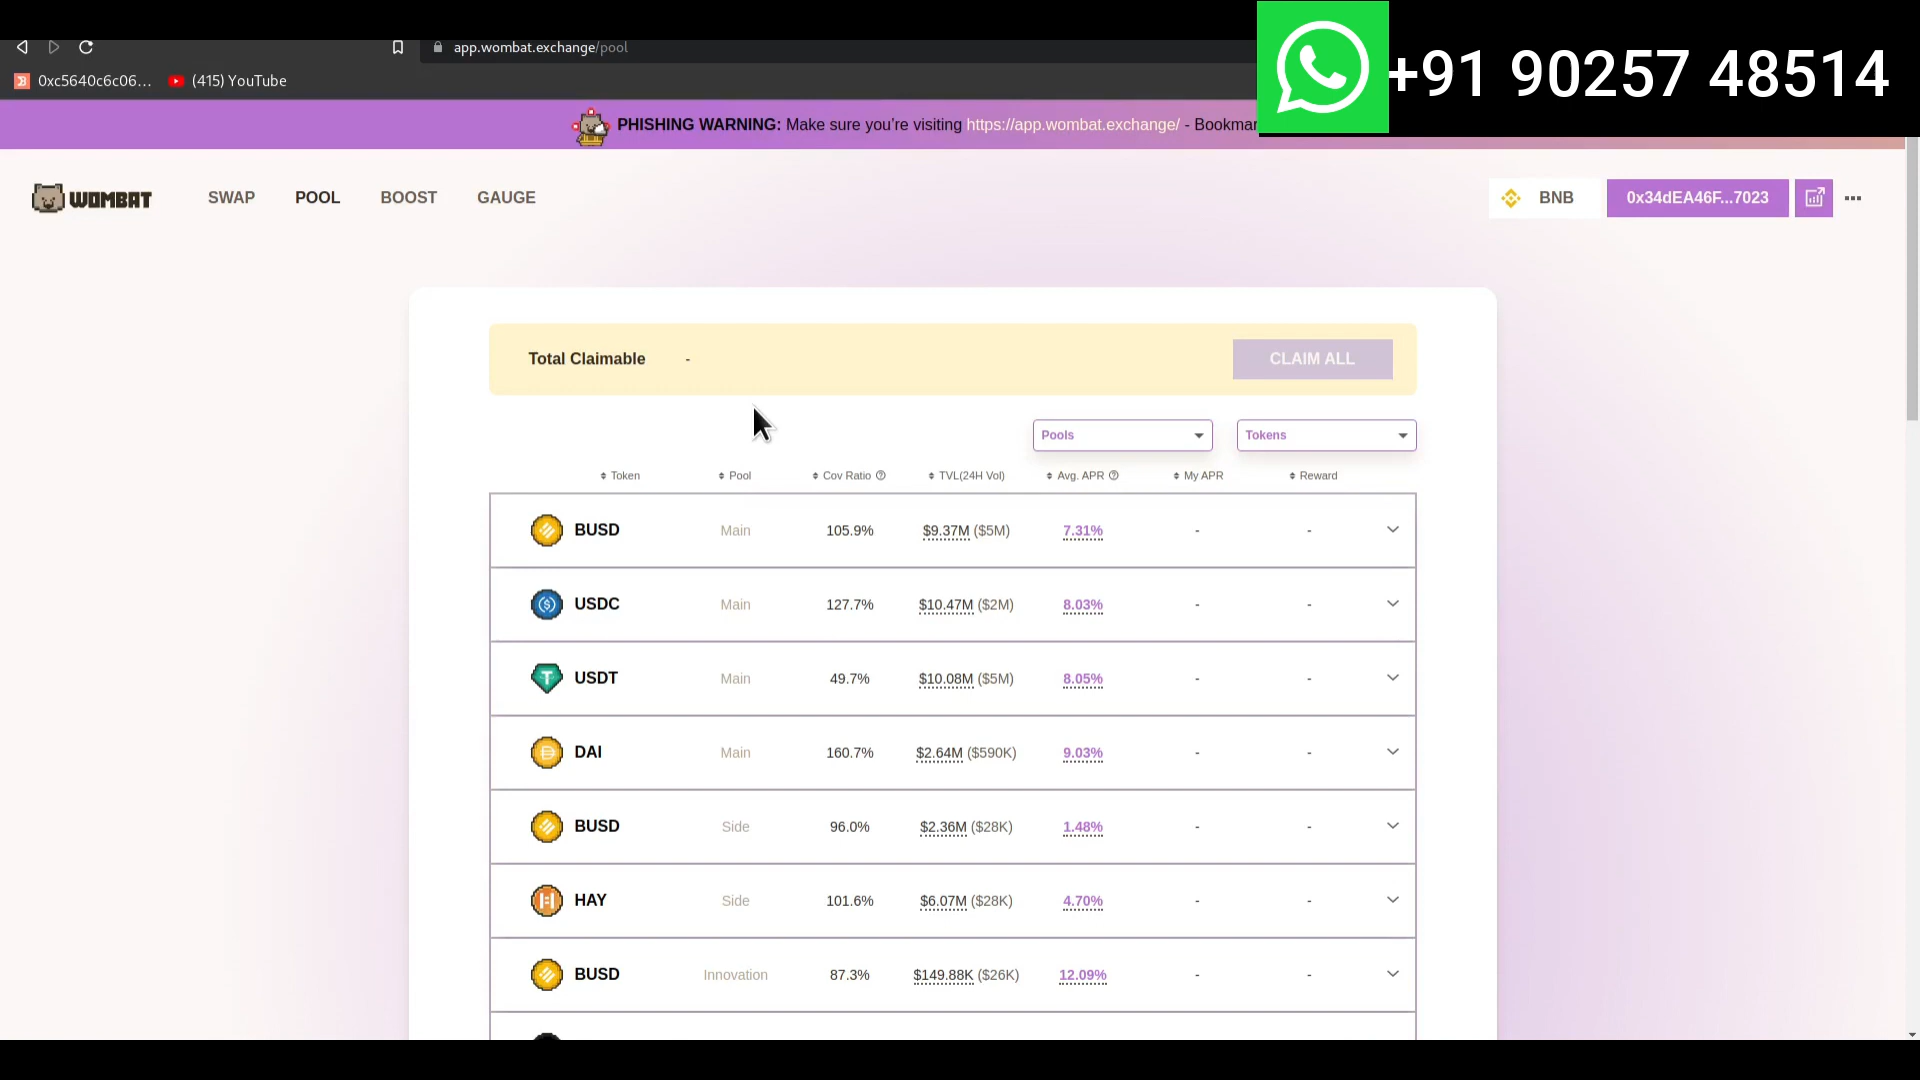 app.wombat.exchange/pool
+91 90257 48514
0xc5640c6c06...
(415) YouTube
PHISHING WARNING: Make sure you're visiting https://app.wombat.exchange/ - Bookmar
WOMBAT
SWAP
POOL
BOOST
GAUGE
BNB
0x34dEA46F...7023
Total Claimable -
CLAIM ALL
Pools
Tokens
Token Pool Cov Ratio TVL(24H Vol) Avg. APR My APR Reward
BUSD Main 105.9% $9.37M ($5M) 7.31% - -
USDC Main 127.7% $10.47M ($2M) 8.03% - -
USDT Main 49.7% $10.08M ($5M) 8.05% - -
DAI Main 160.7% $2.64M ($590K) 9.03% - -
BUSD Side 96.0% $2.36M ($28K) 1.48% - -
HAY Side 101.6% $6.07M ($28K) 4.70% - -
BUSD Innovation 87.3% $149.88K ($26K) 12.09% - -